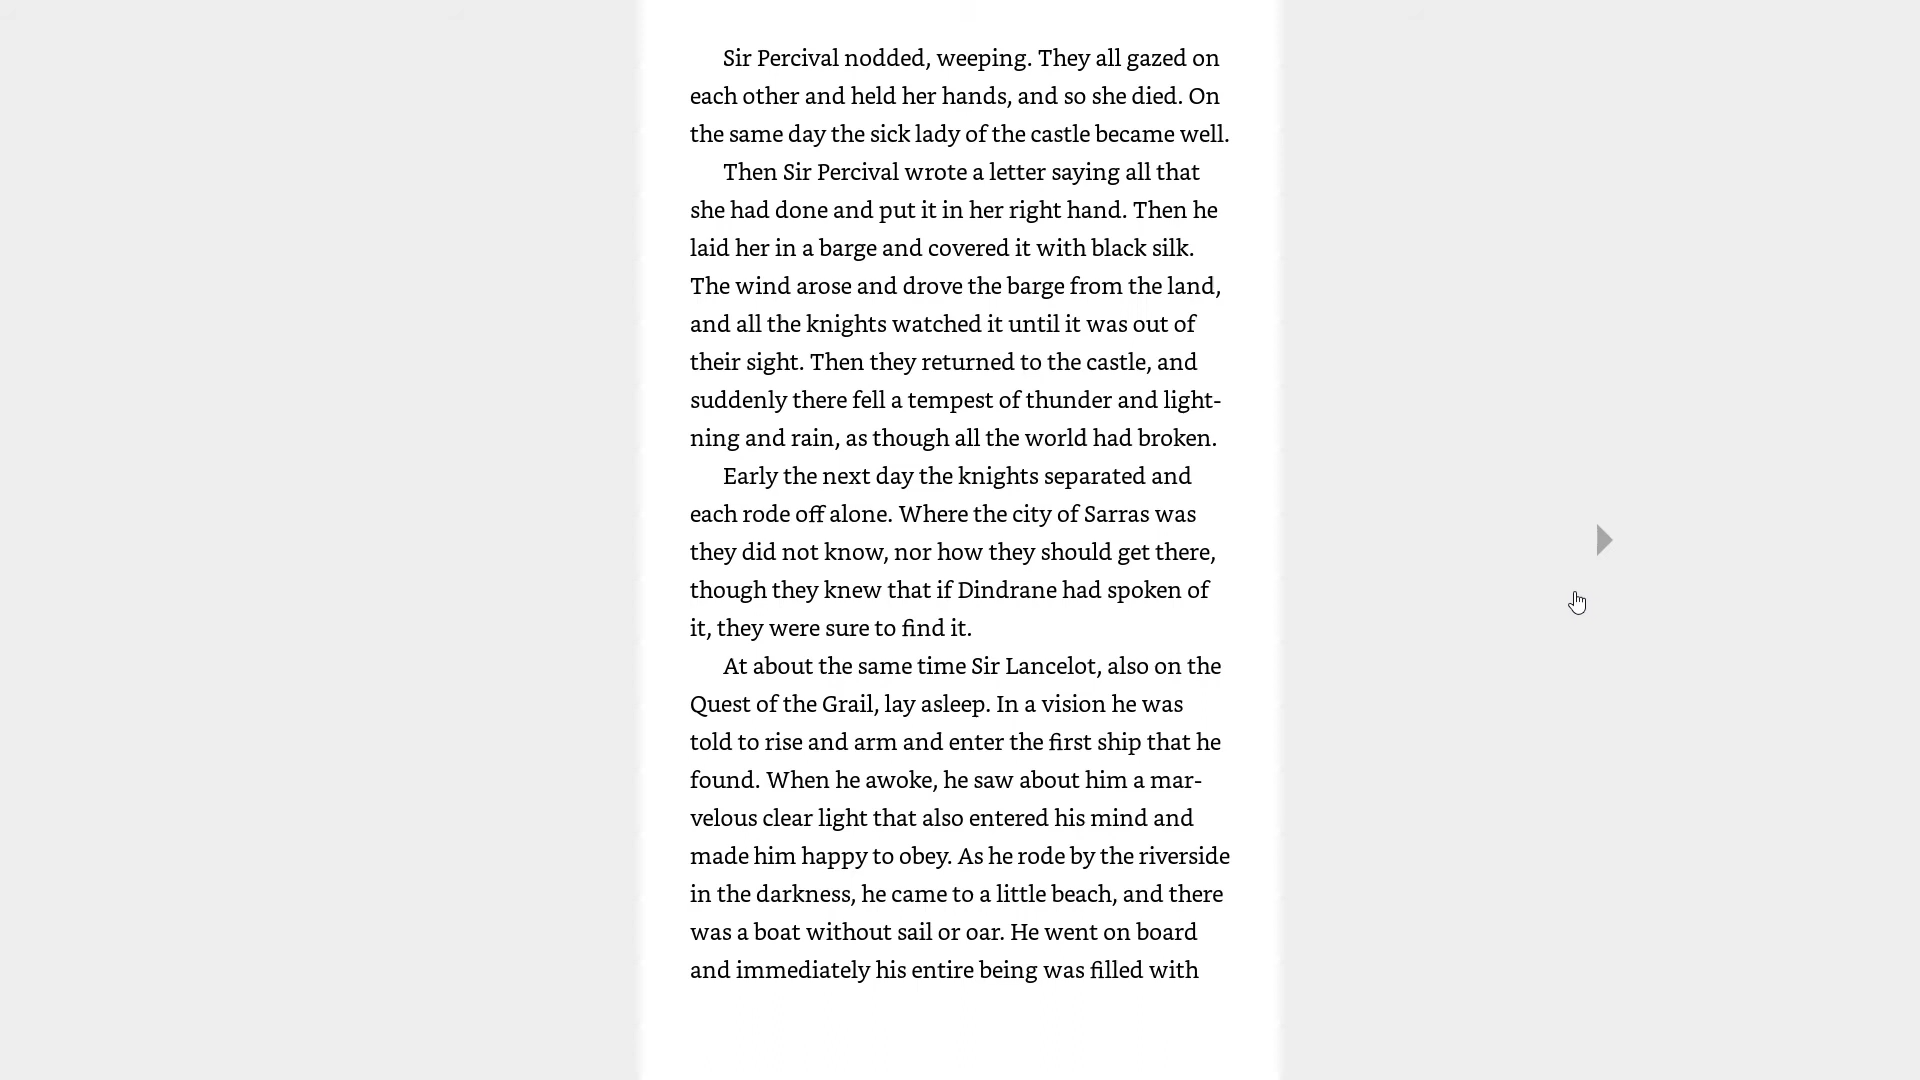 Sir Percival nodded, weeping. They all gazed on
each other and held her hands, and so she died. On
the same day the sick lady of the castle became well.
Then Sir Percival wrote a letter saying all that
she had done and put it in her right hand. Then he
laid her in a barge and covered it with black silk.
The wind arose and drove the barge from the land,
and all the knights watched it until it was out of
their sight. Then they returned to the castle, and
suddenly there fell a tempest of thunder and light-
ning and rain, as though all the world had broken.
Early the next day the knights separated and
each rode off alone. Where the city of Sarras was
they did not know, nor how they should get there,
though they knew that if Dindrane had spoken of
it, they were sure to find it.
At about the same time Sir Lancelot, also on the
Quest of the Grail, lay asleep. In a vision he was
told to rise and arm and enter the first ship that he
found. When he awoke, he saw about him a mar-
velous clear light that also entered his mind and
made him happy to obey. As he rode by the riverside
in the darkness, he came to a little beach, and there
was a boat without sail or oar. He went on board
and immediately his entire being was filled with